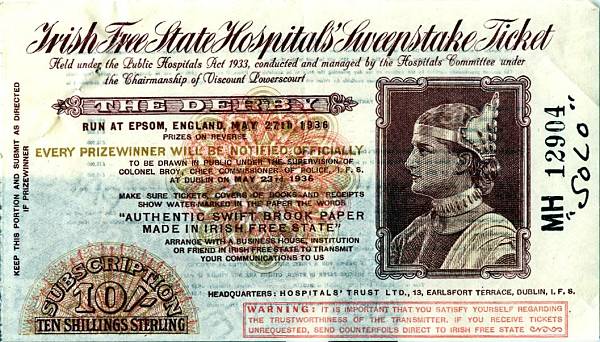 Irish Free State Hospitals' Sweepstake Ticket
Held under the Public Hospitals Act 1933, conducted and managed by the Hospitals Committee under
the Chairmanship of Viscount Powerscourt
THE DERBY
RUN AT EPSOM, ENGLAND, MAY 27th 1936
PRIZES ON REVERSE
EVERY PRIZEWINNER WILL BE NOTIFIED OFFICIALLY
TO BE DRAWN IN PUBLIC UNDER THE SUPERVISION OF
COLONEL BROY, CHIEF COMMISSIONER OF POLICE, I.F.S.
AT DUBLIN ON MAY 23rd 1936
MAKE SURE TICKETS, COVERS OF BOOKS AND RECEIPTS
SHOW WATER-MARKED IN THE PAPER THE WORDS
"AUTHENTIC SWIFT BROOK PAPER
MADE IN IRISH FREE STATE"
ARRANGE WITH A BUSINESS HOUSE, INSTITUTION
OR FRIEND IN IRISH FREE STATE TO TRANSMIT
YOUR COMMUNICATIONS TO US
KEEP THIS PORTION AND SUBMIT AS DIRECTED
IF PRIZEWINNER
SUBSCRIPTION
10/-
TEN SHILLINGS STERLING
MH 12904
"SOLO"
HEADQUARTERS: HOSPITALS' TRUST LTD., 13, EARLSFORT TERRACE, DUBLIN, I.F.S.
WARNING: IT IS IMPORTANT THAT YOU SATISFY YOURSELF REGARDING
THE TRUSTWORTHINESS OF THE TRANSMITTER. IF YOU RECEIVE TICKETS
UNREQUESTED, SEND COUNTERFOILS DIRECT TO IRISH FREE STATE